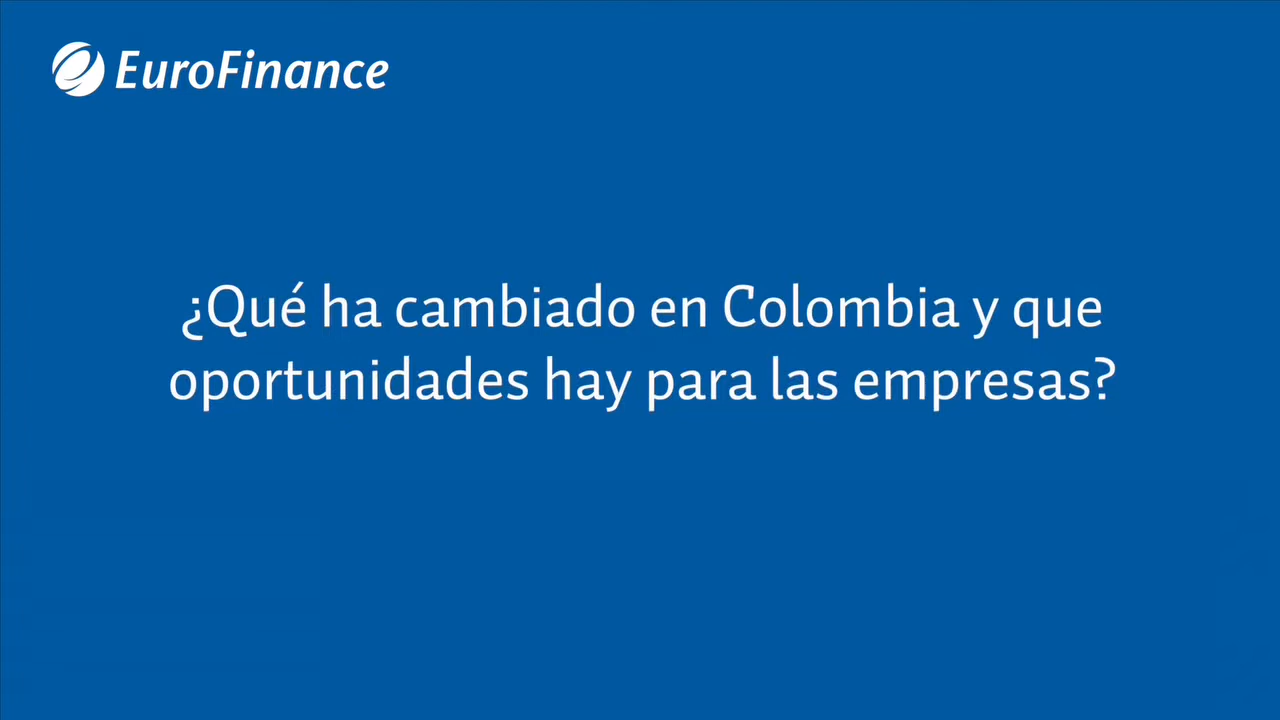 EuroFinance
¿Qué ha cambiado en Colombia y que
oportunidades hay para las empresas?